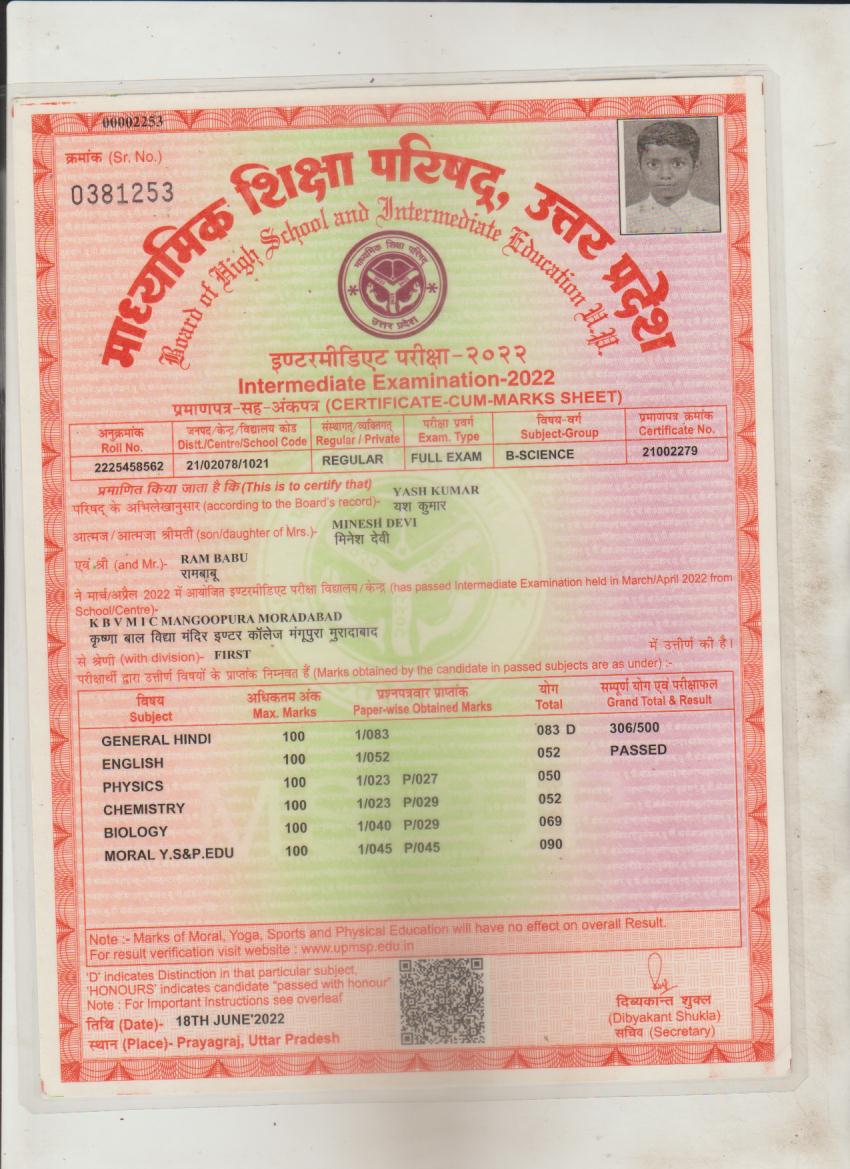 00002253
क्रमांक (Sr. No.)
0381253
माध्यमिक शिक्षा परिषद्, उत्तर प्रदेश
Board of High School and Intermediate Education U.P.
माध्यमिक शिक्षा परिषद्
उत्तर प्रदेश
इण्टरमीडिएट परीक्षा-२०२२
Intermediate Examination-2022
प्रमाणपत्र-सह-अंकपत्र (CERTIFICATE-CUM-MARKS SHEET)
अनुक्रमांक जनपद/केन्द्र/विद्यालय कोड संस्थागत/व्यक्तिगत परीक्षा प्रवर्ग विषय-वर्ग प्रमाणपत्र क्रमांक
Roll No. Distt./Centre/School Code Regular / Private Exam. Type Subject-Group Certificate No.
2225458562 21/02078/1021 REGULAR FULL EXAM B-SCIENCE 21002279
प्रमाणित किया जाता है कि (This is to certify that) YASH KUMAR
परिषद् के अभिलेखानुसार (according to the Board's record)- यश कुमार
MINESH DEVI
आत्मज/आत्मजा श्रीमती (son/daughter of Mrs.)- मिनेश देवी
एवं श्री (and Mr.)- RAM BABU
रामबाबू
ने मार्च/अप्रैल 2022 में आयोजित इण्टरमीडिएट परीक्षा विद्यालय/केन्द्र (has passed Intermediate Examination held in March/April 2022 from
School/Centre)-
K B V M I C MANGOOPURA MORADABAD
कृष्णा बाल विद्या मंदिर इण्टर कॉलेज मंगूपुरा मुरादाबाद
में उत्तीर्ण की है।
से श्रेणी (with division)- FIRST
परीक्षार्थी द्वारा उत्तीर्ण विषयों के प्राप्तांक निम्नवत हैं (Marks obtained by the candidate in passed subjects are as under) :-
विषय अधिकतम अंक प्रश्नपत्रवार प्राप्तांक योग सम्पूर्ण योग एवं परीक्षाफल
Subject Max. Marks Paper-wise Obtained Marks Total Grand Total & Result
GENERAL HINDI 100 1/083 083 D 306/500
ENGLISH 100 1/052 052 PASSED
PHYSICS 100 1/023 P/027 050
CHEMISTRY 100 1/023 P/029 052
BIOLOGY 100 1/040 P/029 069
MORAL Y.S&P.EDU 100 1/045 P/045 090
Note :- Marks of Moral, Yoga, Sports and Physical Education will have no effect on overall Result.
For result verification visit website : www.upmsp.edu.in
'D' indicates Distinction in that particular subject,
'HONOURS' indicates candidate "passed with honour"
Note : For Important Instructions see overleaf
तिथि (Date)- 18TH JUNE'2022
स्थान (Place)- Prayagraj, Uttar Pradesh
दिब्यकान्त शुक्ल
(Dibyakant Shukla)
सचिव (Secretary)